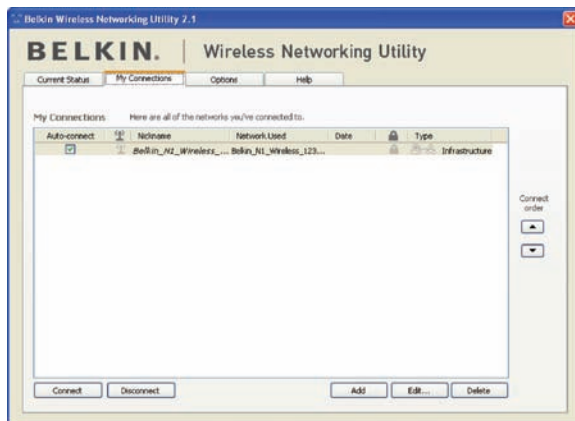 Belkin Wireless Networking Utility 2.1
BELKIN. | Wireless Networking Utility
Current Status My Connections Options Help
My Connections Here are all of the networks you've connected to.
Auto-connect Nickname Network Used Date Type
Belkin_N1_Wireless_... Belkin_N1_Wireless_123... Infrastructure
Connect
order
Connect Disconnect Add Edit... Delete